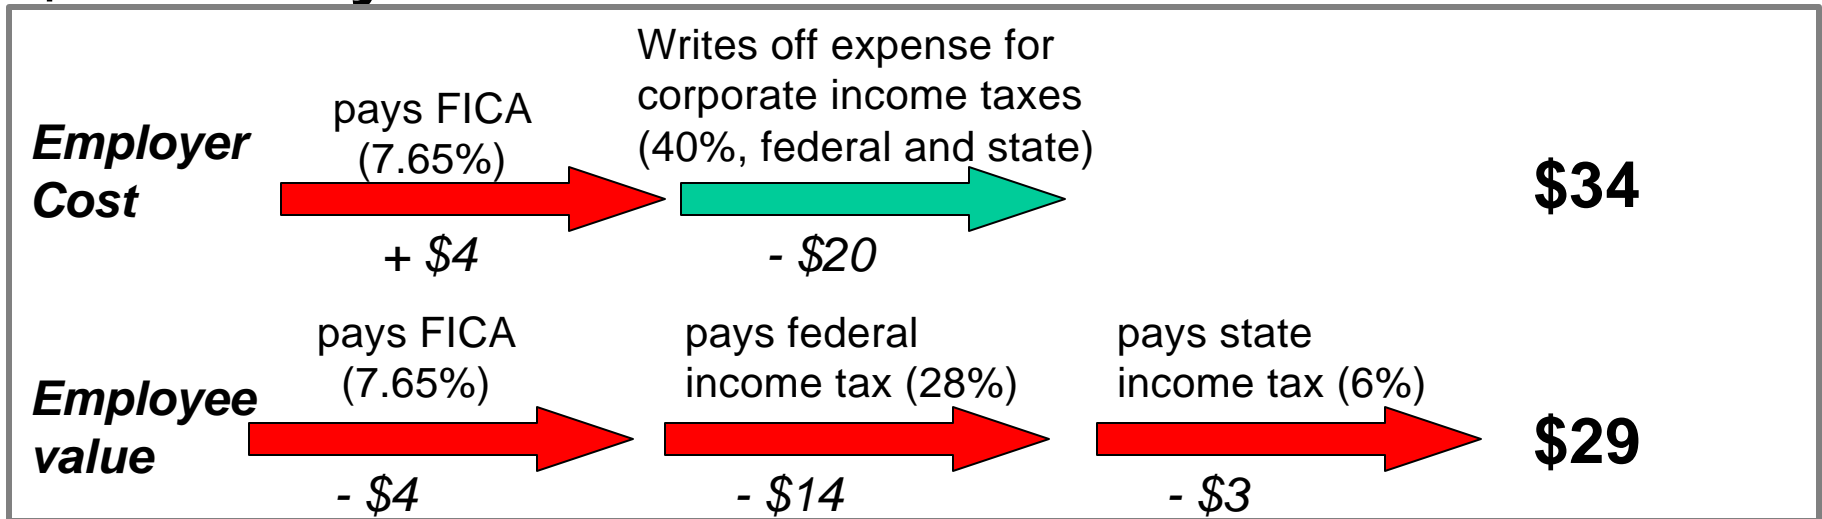 Writes off expense for
corporate income taxes
(40%, federal and state)
pays FICA
(7.65%)
Employer
Cost
$34
+ $4
- $20
pays FICA
(7.65%)
pays federal
income tax (28%)
pays state
income tax (6%)
Employee
value
$29
- $4
- $14
- $3